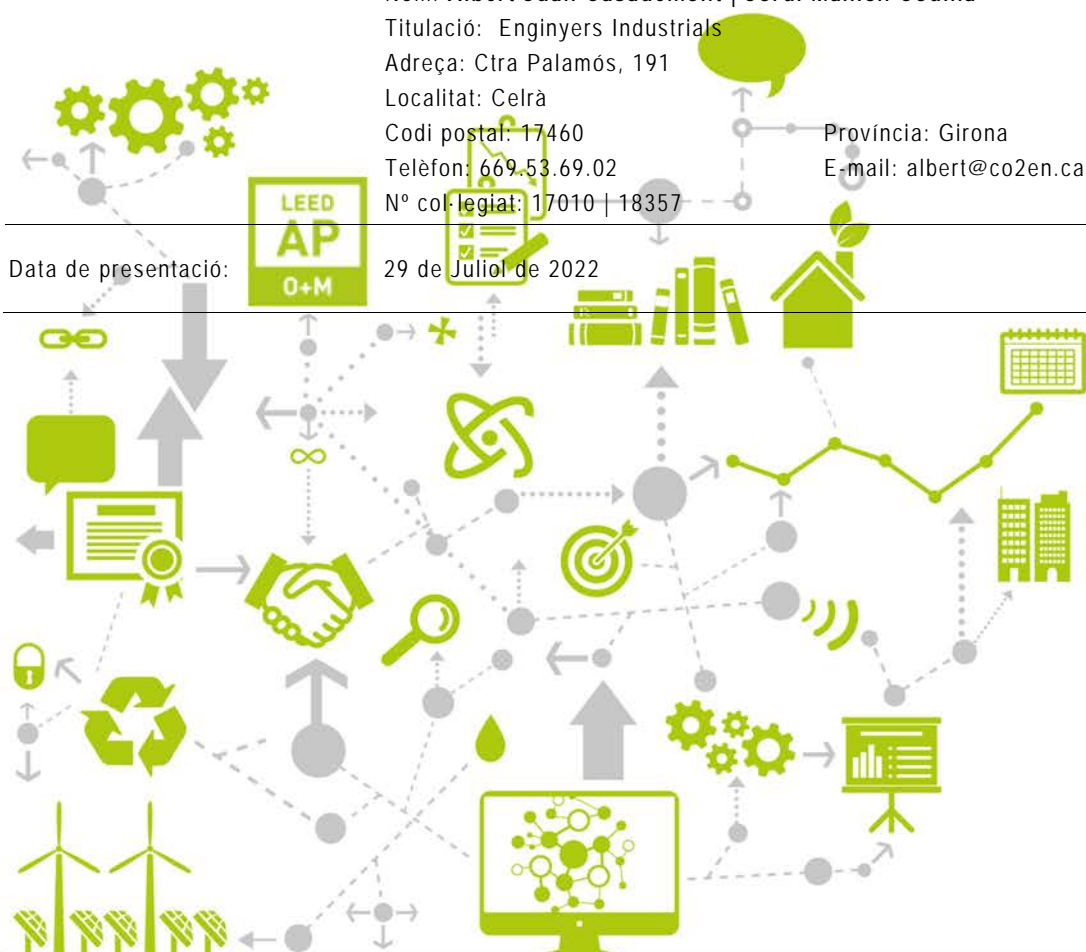 Titulació: Enginyers Industrials
Adreça: Ctra Palamós, 191
Localitat: Celrà
Codi postal: 17460 Província: Girona
Telèfon: 669.53.69.02 E-mail: albert@co2en.ca
Nº col·legiat: 17010 | 18357
LEED
AP
O+M
Data de presentació: 29 de Juliol de 2022